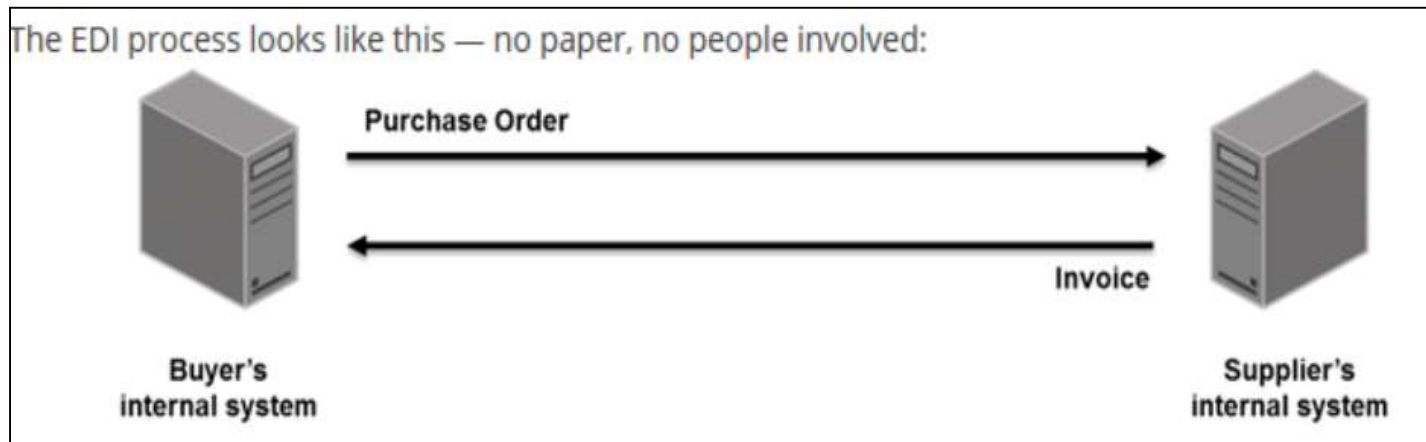 The EDI process looks like this — no paper, no people involved:
Purchase Order
Invoice
Buyer’s
internal system
Supplier’s
internal system